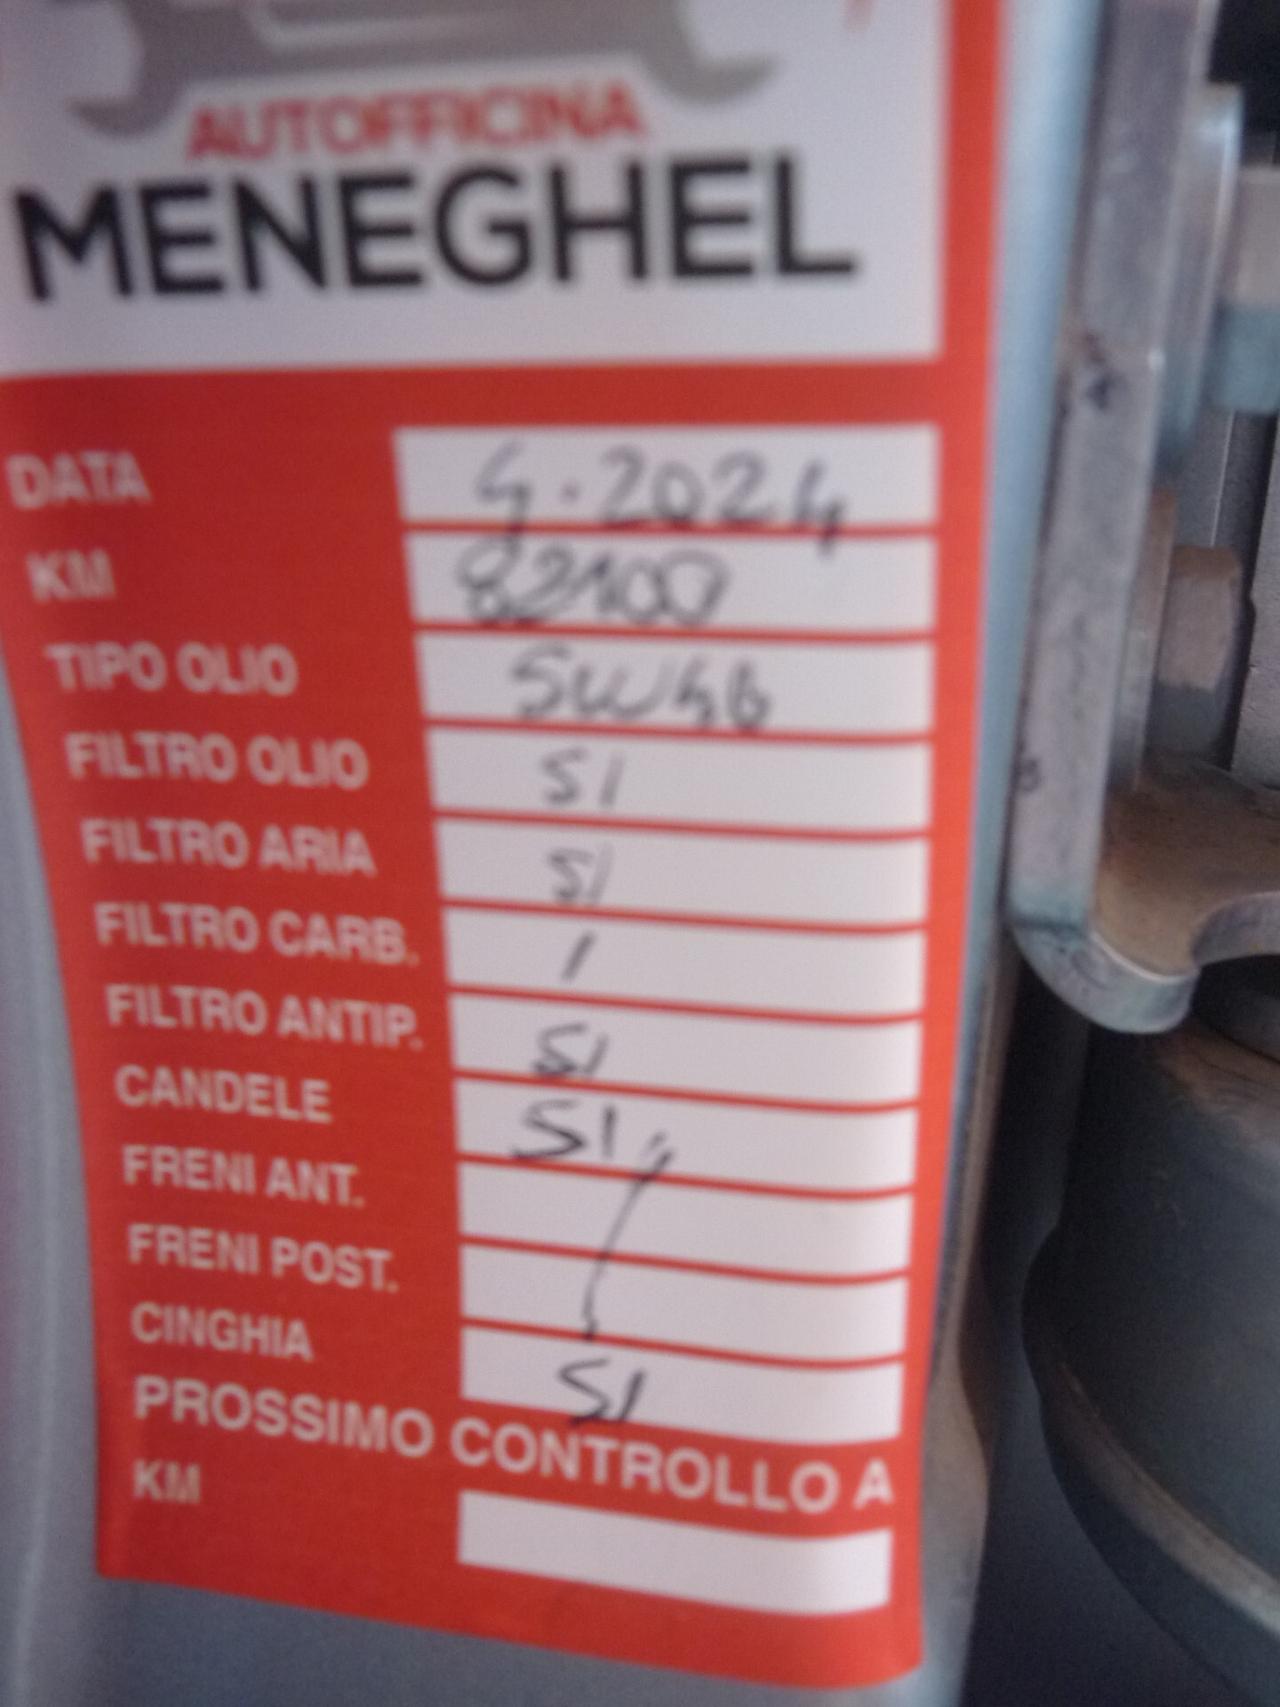 AUTOFFICINA
MENEGHEL
DATA 4.2024
KM 82100
TIPO OLIO 5W40
FILTRO OLIO SI
FILTRO ARIA SI
FILTRO CARB. /
FILTRO ANTIP. SI
CANDELE SI
FRENI ANT.
FRENI POST.
CINGHIA SI
PROSSIMO CONTROLLO A
KM